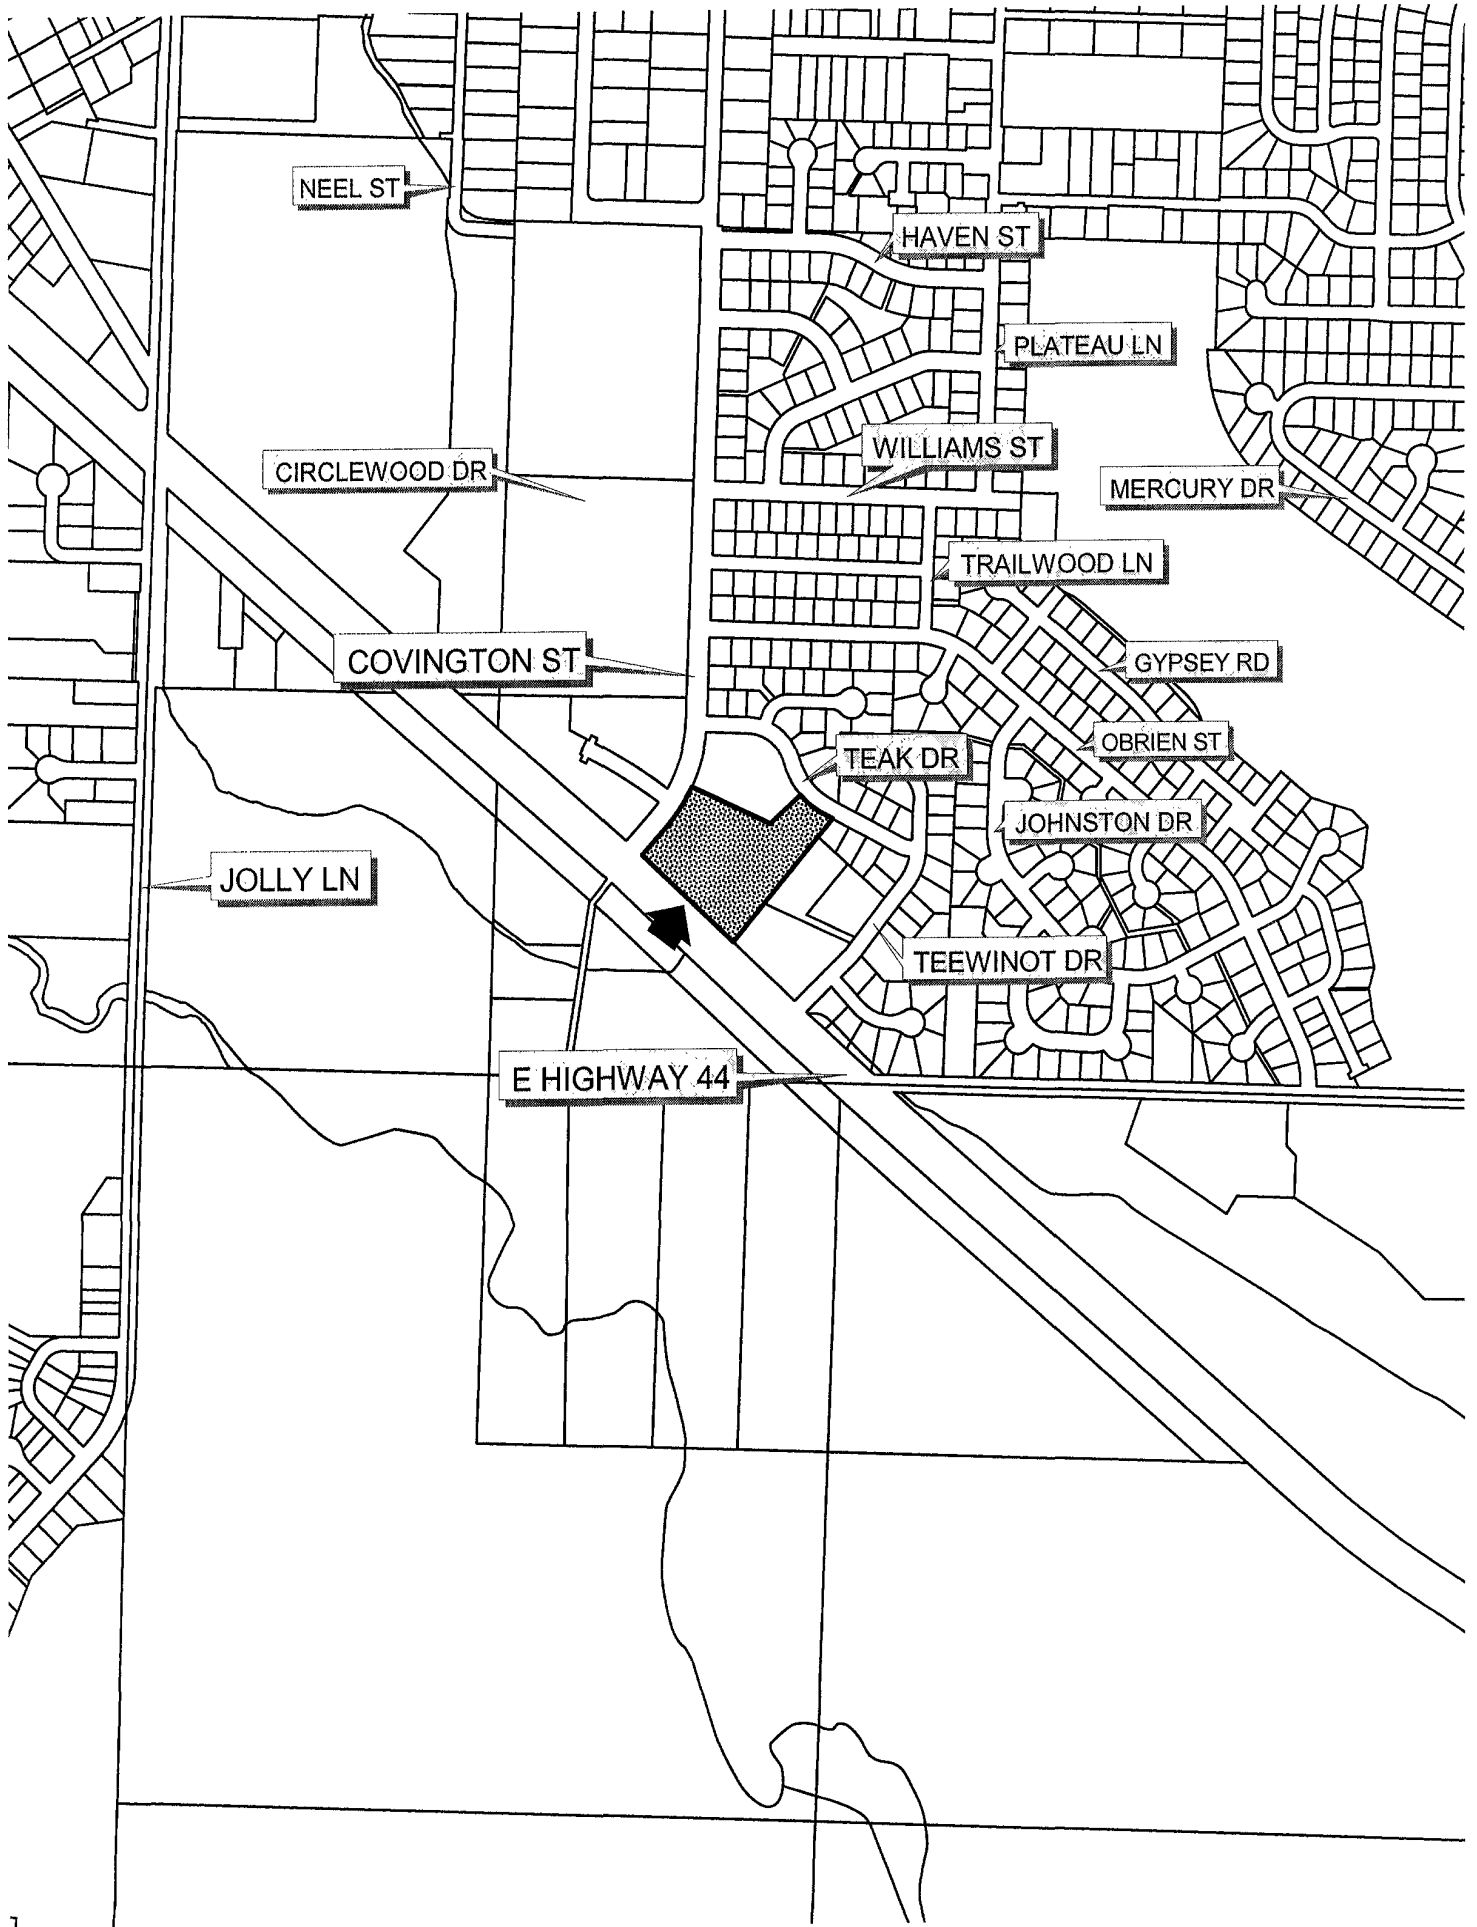 NEEL ST
HAVEN ST
PLATEAU LN
WILLIAMS ST
CIRCLEWOOD DR
MERCURY DR
TRAILWOOD LN
COVINGTON ST
GYPSEY RD
OBRIEN ST
TEAK DR
JOHNSTON DR
JOLLY LN
TEEWINOT DR
E HIGHWAY 44